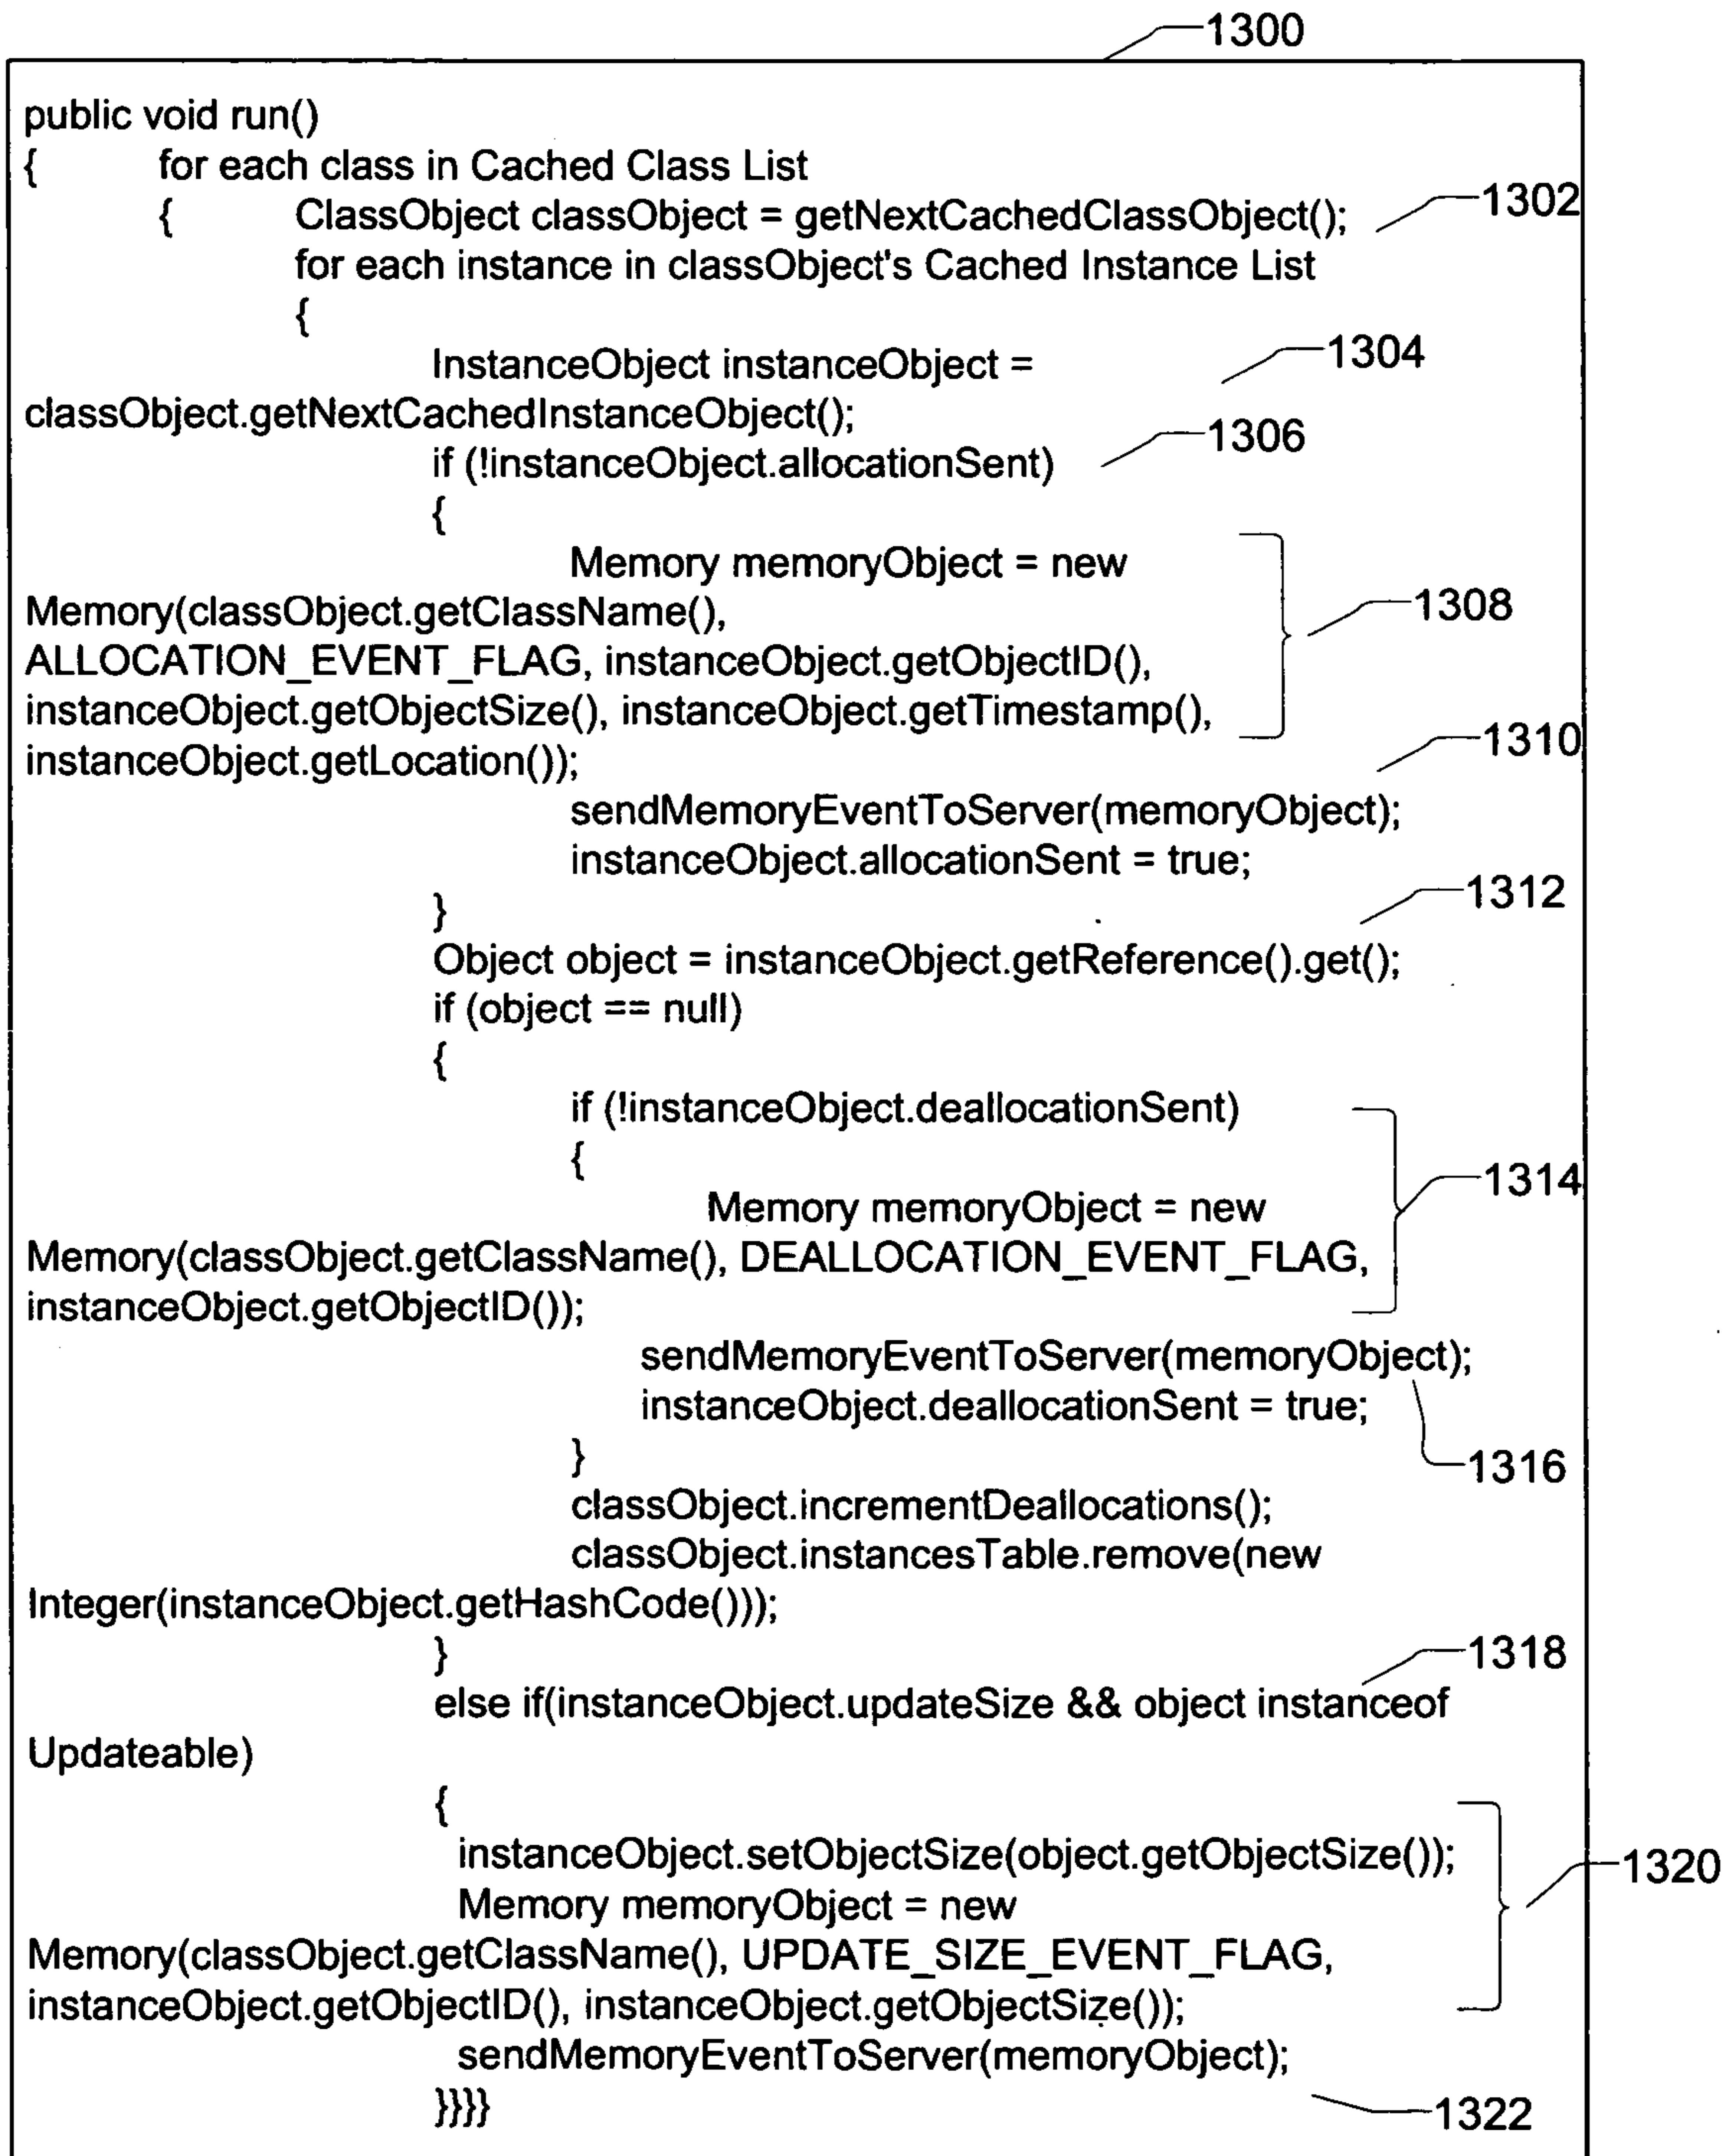 1300
public void run()
{ for each class in Cached Class List
{ ClassObject classObject = getNextCachedClassObject(); 1302
for each instance in classObject's Cached Instance List
{
InstanceObject instanceObject = 1304
classObject.getNextCachedInstanceObject();
if (!instanceObject.allocationSent) 1306
{
Memory memoryObject = new
Memory(classObject.getClassName(), 1308
ALLOCATION_EVENT_FLAG, instanceObject.getObjectID(),
instanceObject.getObjectSize(), instanceObject.getTimestamp(),
instanceObject.getLocation()); 1310
sendMemoryEventToServer(memoryObject);
instanceObject.allocationSent = true;
} 1312
Object object = instanceObject.getReference().get();
if (object == null)
{
if (!instanceObject.deallocationSent)
{ 1314
Memory memoryObject = new
Memory(classObject.getClassName(), DEALLOCATION_EVENT_FLAG,
instanceObject.getObjectID());
sendMemoryEventToServer(memoryObject);
instanceObject.deallocationSent = true;
} 1316
classObject.incrementDeallocations();
classObject.instancesTable.remove(new
Integer(instanceObject.getHashCode()));
} 1318
else if(instanceObject.updateSize && object instanceof
Updateable)
{
instanceObject.setObjectSize(object.getObjectSize()); 1320
Memory memoryObject = new
Memory(classObject.getClassName(), UPDATE_SIZE_EVENT_FLAG,
instanceObject.getObjectID(), instanceObject.getObjectSize());
sendMemoryEventToServer(memoryObject);
}}}} 1322